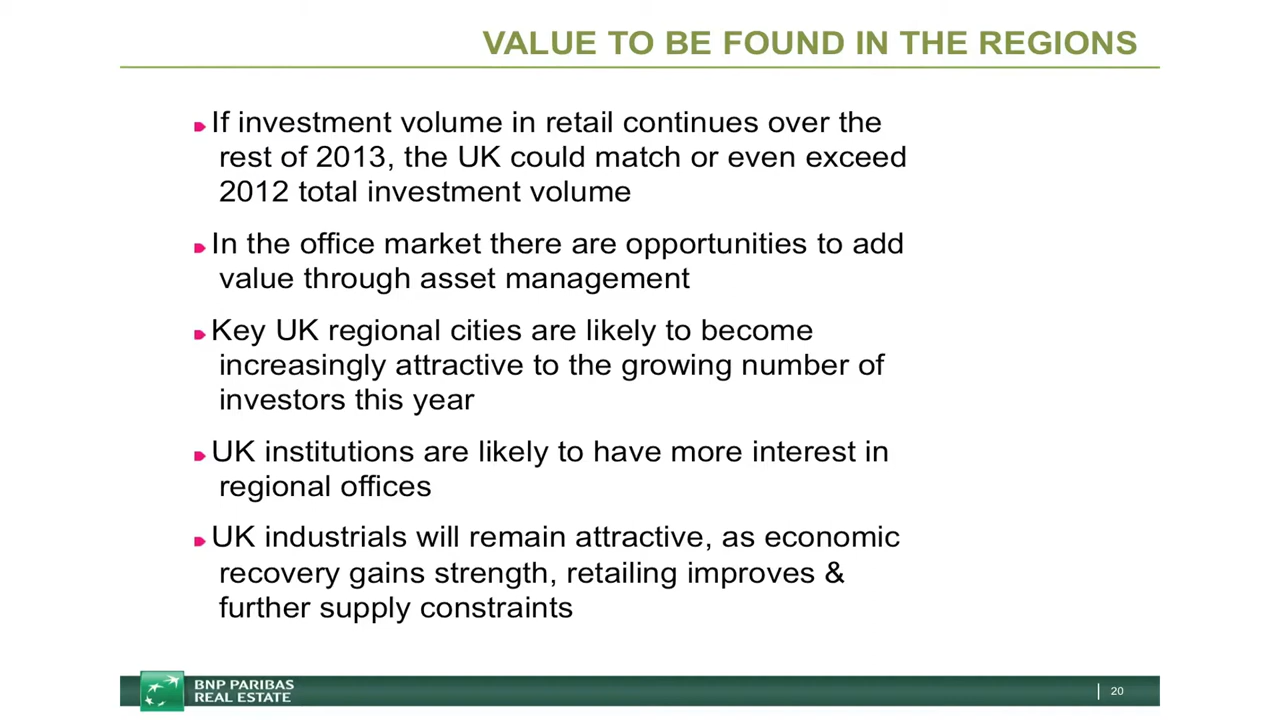 VALUE TO BE FOUND IN THE REGIONS
If investment volume in retail continues over the
rest of 2013, the UK could match or even exceed
2012 total investment volume
In the office market there are opportunities to add
value through asset management
Key UK regional cities are likely to become
increasingly attractive to the growing number of
investors this year
UK institutions are likely to have more interest in
regional offices
UK industrials will remain attractive, as economic
recovery gains strength, retailing improves &
further supply constraints
BNP PARIBAS
REAL ESTATE
20